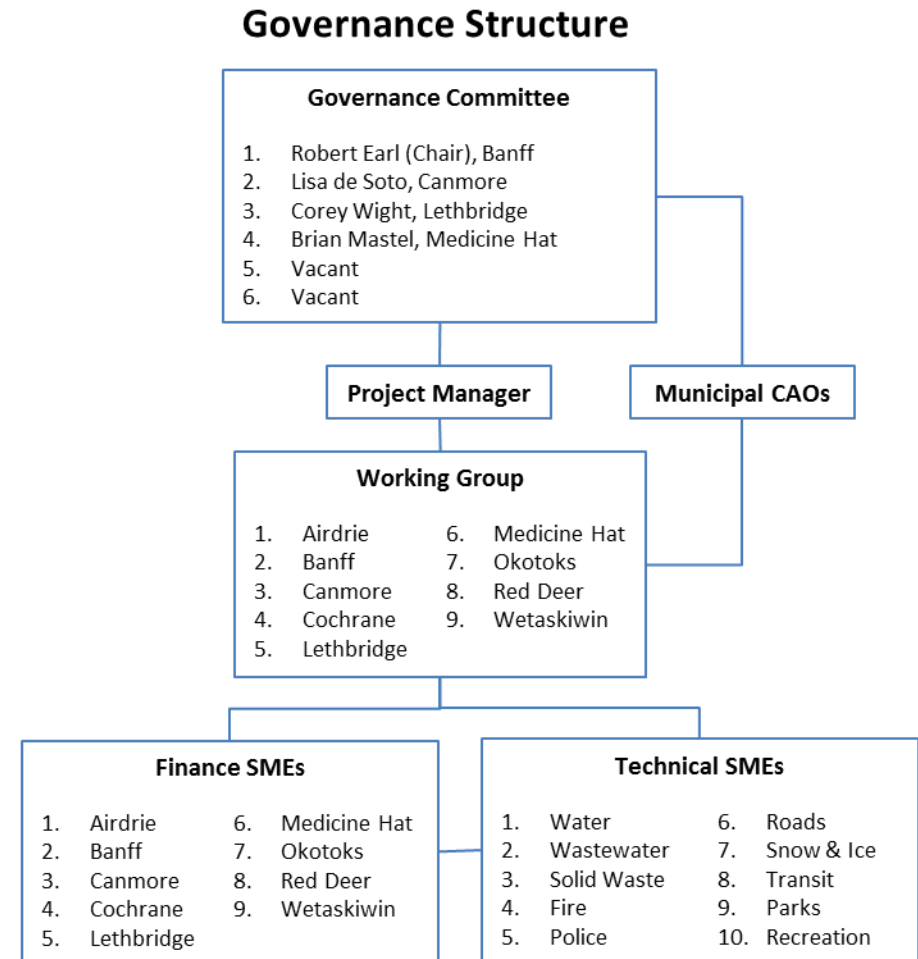 Governance Structure
Governance Committee
1. Robert Earl (Chair), Banff
2. Lisa de Soto, Canmore
3. Corey Wight, Lethbridge
4. Brian Mastel, Medicine Hat
5. Vacant
6. Vacant
Project Manager
Municipal CAOs
Working Group
1. Airdrie
2. Banff
3. Canmore
4. Cochrane
5. Lethbridge
6. Medicine Hat
7. Okotoks
8. Red Deer
9. Wetaskiwin
Finance SMEs
1. Airdrie
2. Banff
3. Canmore
4. Cochrane
5. Lethbridge
6. Medicine Hat
7. Okotoks
8. Red Deer
9. Wetaskiwin
Technical SMEs
1. Water
2. Wastewater
3. Solid Waste
4. Fire
5. Police
6. Roads
7. Snow & Ice
8. Transit
9. Parks
10. Recreation